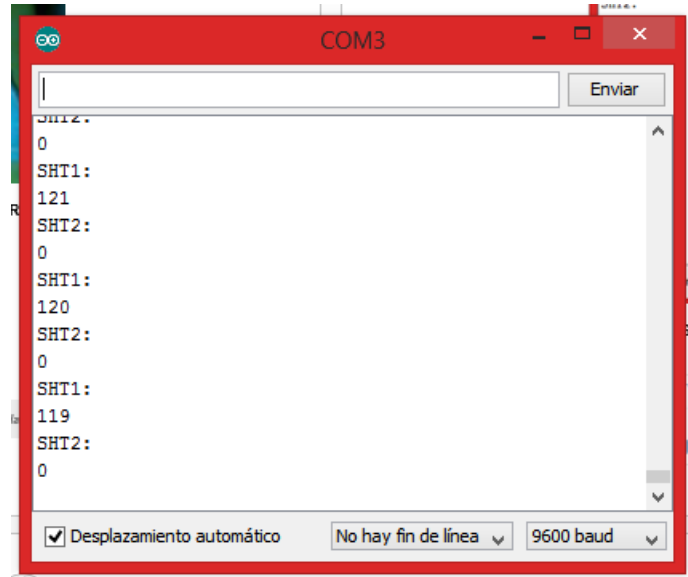 COM3
Enviar
SHT2:
0
SHT1:
121
SHT2:
0
SHT1:
120
SHT2:
0
SHT1:
119
SHT2:
0
Desplazamiento automático
No hay fin de línea
9600 baud